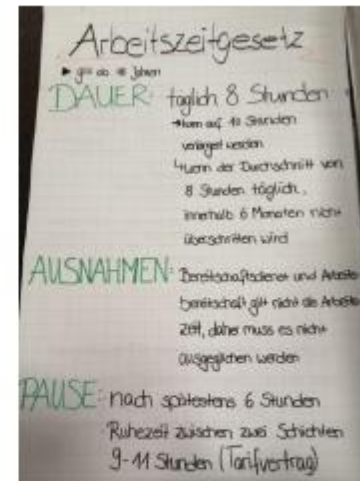 Arbeitszeitgesetz
▶ gilt ab 18 Jahren
DAUER: täglich 8 Stunden
→ kann auf 10 Stunden
verlängert werden
↳ wenn der Durchschnitt von
8 Stunden täglich,
innerhalb 6 Monaten nicht
überschritten wird
AUSNAHMEN: Bereitschaftsdienst und Arbeits
bereitschaft gilt nicht als Arbeits
zeit, daher muss es nicht
ausgeglichen werden
PAUSE: nach spätestens 6 Stunden
Ruhezeit zwischen zwei Schichten
9-11 Stunden (Tarifvertrag)